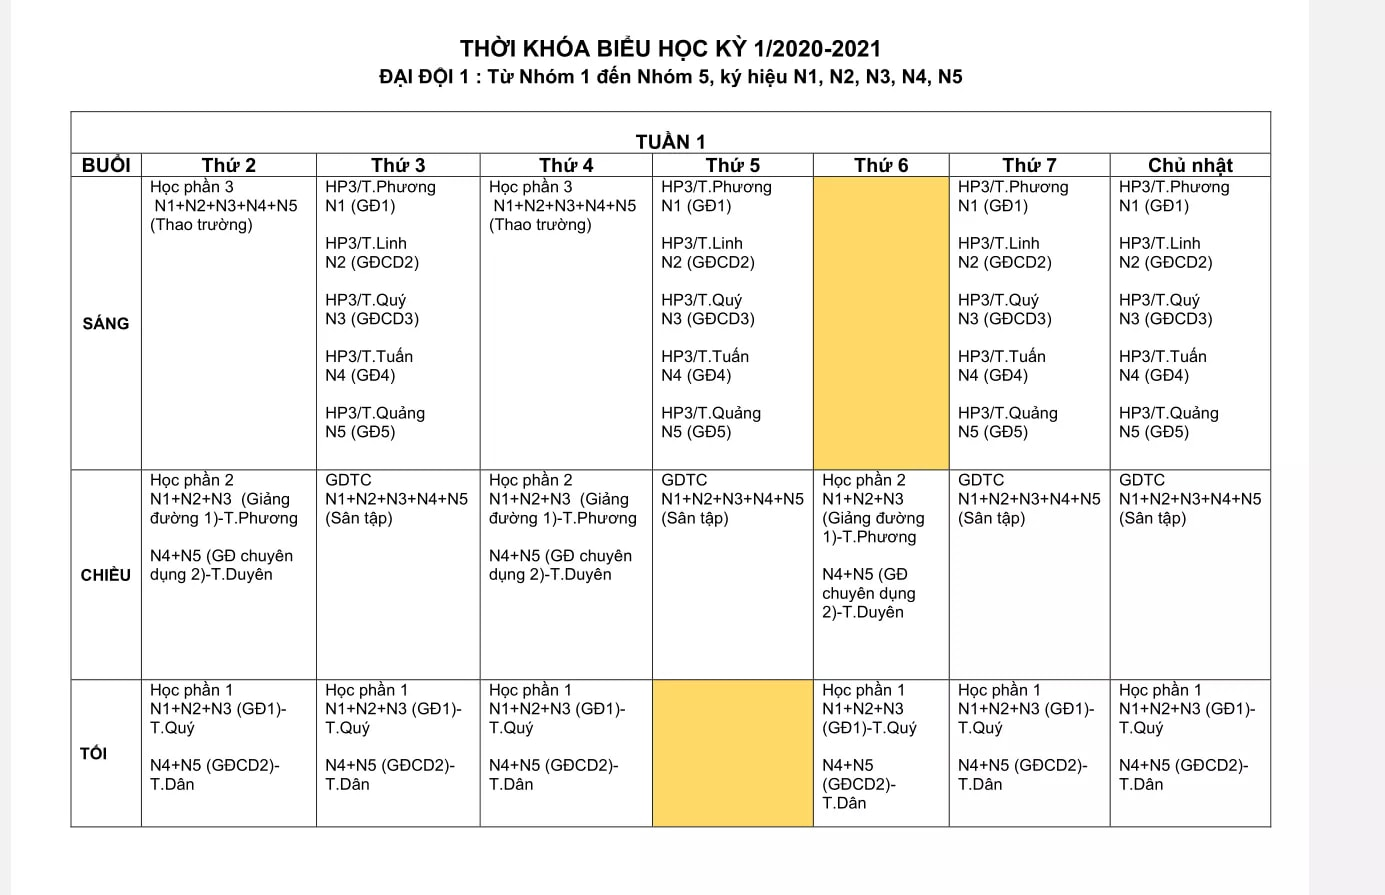 THỜI KHÓA BIỂU HỌC KỲ 1/2020-2021
ĐẠI ĐỘI 1 : Từ Nhóm 1 đến Nhóm 5, ký hiệu N1, N2, N3, N4, N5
TUẦN 1
BUỔI
Thứ 2
Thứ 3
Thứ 4
Thứ 5
Thứ 6
Thứ 7
Chủ nhật
SÁNG
Học phần 3
N1+N2+N3+N4+N5
(Thao trường)
HP3/T.Phương
N1 (GĐ1)
HP3/T.Linh
N2 (GĐCD2)
HP3/T.Quý
N3 (GĐCD3)
HP3/T.Tuấn
N4 (GĐ4)
HP3/T.Quảng
N5 (GĐ5)
Học phần 3
N1+N2+N3+N4+N5
(Thao trường)
HP3/T.Phương
N1 (GĐ1)
HP3/T.Linh
N2 (GĐCD2)
HP3/T.Quý
N3 (GĐCD3)
HP3/T.Tuấn
N4 (GĐ4)
HP3/T.Quảng
N5 (GĐ5)
HP3/T.Phương
N1 (GĐ1)
HP3/T.Linh
N2 (GĐCD2)
HP3/T.Quý
N3 (GĐCD3)
HP3/T.Tuấn
N4 (GĐ4)
HP3/T.Quảng
N5 (GĐ5)
HP3/T.Phương
N1 (GĐ1)
HP3/T.Linh
N2 (GĐCD2)
HP3/T.Quý
N3 (GĐCD3)
HP3/T.Tuấn
N4 (GĐ4)
HP3/T.Quảng
N5 (GĐ5)
CHIỀU
Học phần 2
N1+N2+N3 (Giảng
đường 1)-T.Phương
N4+N5 (GĐ chuyên
dụng 2)-T.Duyên
GDTC
N1+N2+N3+N4+N5
(Sân tập)
Học phần 2
N1+N2+N3 (Giảng
đường 1)-T.Phương
N4+N5 (GĐ chuyên
dụng 2)-T.Duyên
GDTC
N1+N2+N3+N4+N5
(Sân tập)
Học phần 2
N1+N2+N3
(Giảng đường
1)-T.Phương
N4+N5 (GĐ
chuyên dụng
2)-T.Duyên
GDTC
N1+N2+N3+N4+N5
(Sân tập)
GDTC
N1+N2+N3+N4+N5
(Sân tập)
TỐI
Học phần 1
N1+N2+N3 (GĐ1)-
T.Quý
N4+N5 (GĐCD2)-
T.Dân
Học phần 1
N1+N2+N3 (GĐ1)-
T.Quý
N4+N5 (GĐCD2)-
T.Dân
Học phần 1
N1+N2+N3 (GĐ1)-
T.Quý
N4+N5 (GĐCD2)-
T.Dân
Học phần 1
N1+N2+N3
(GĐ1)-T.Quý
N4+N5
(GĐCD2)-
T.Dân
Học phần 1
N1+N2+N3 (GĐ1)-
T.Quý
N4+N5 (GĐCD2)-
T.Dân
Học phần 1
N1+N2+N3 (GĐ1)-
T.Quý
N4+N5 (GĐCD2)-
T.Dân